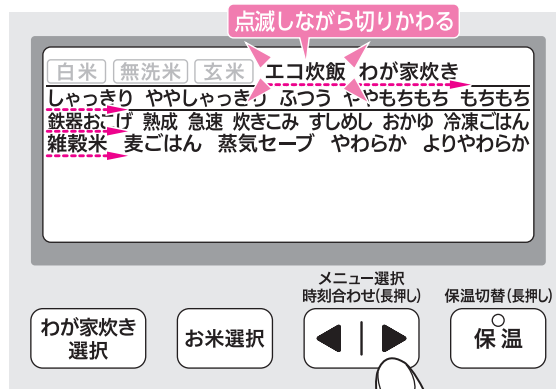 点滅しながら切りかわる
白米 無洗米 玄米 エコ炊飯 わが家炊き
しゃっきり ややしゃっきり ふつう ややもちもち もちもち
鉄器おこげ 熟成 急速 炊きこみ すしめし おかゆ 冷凍ごはん
雑穀米 麦ごはん 蒸気セーブ やわらか よりやわらか
メニュー選択
時刻合わせ(長押し)
保温切替(長押し)
わが家炊き
選択
お米選択
保温